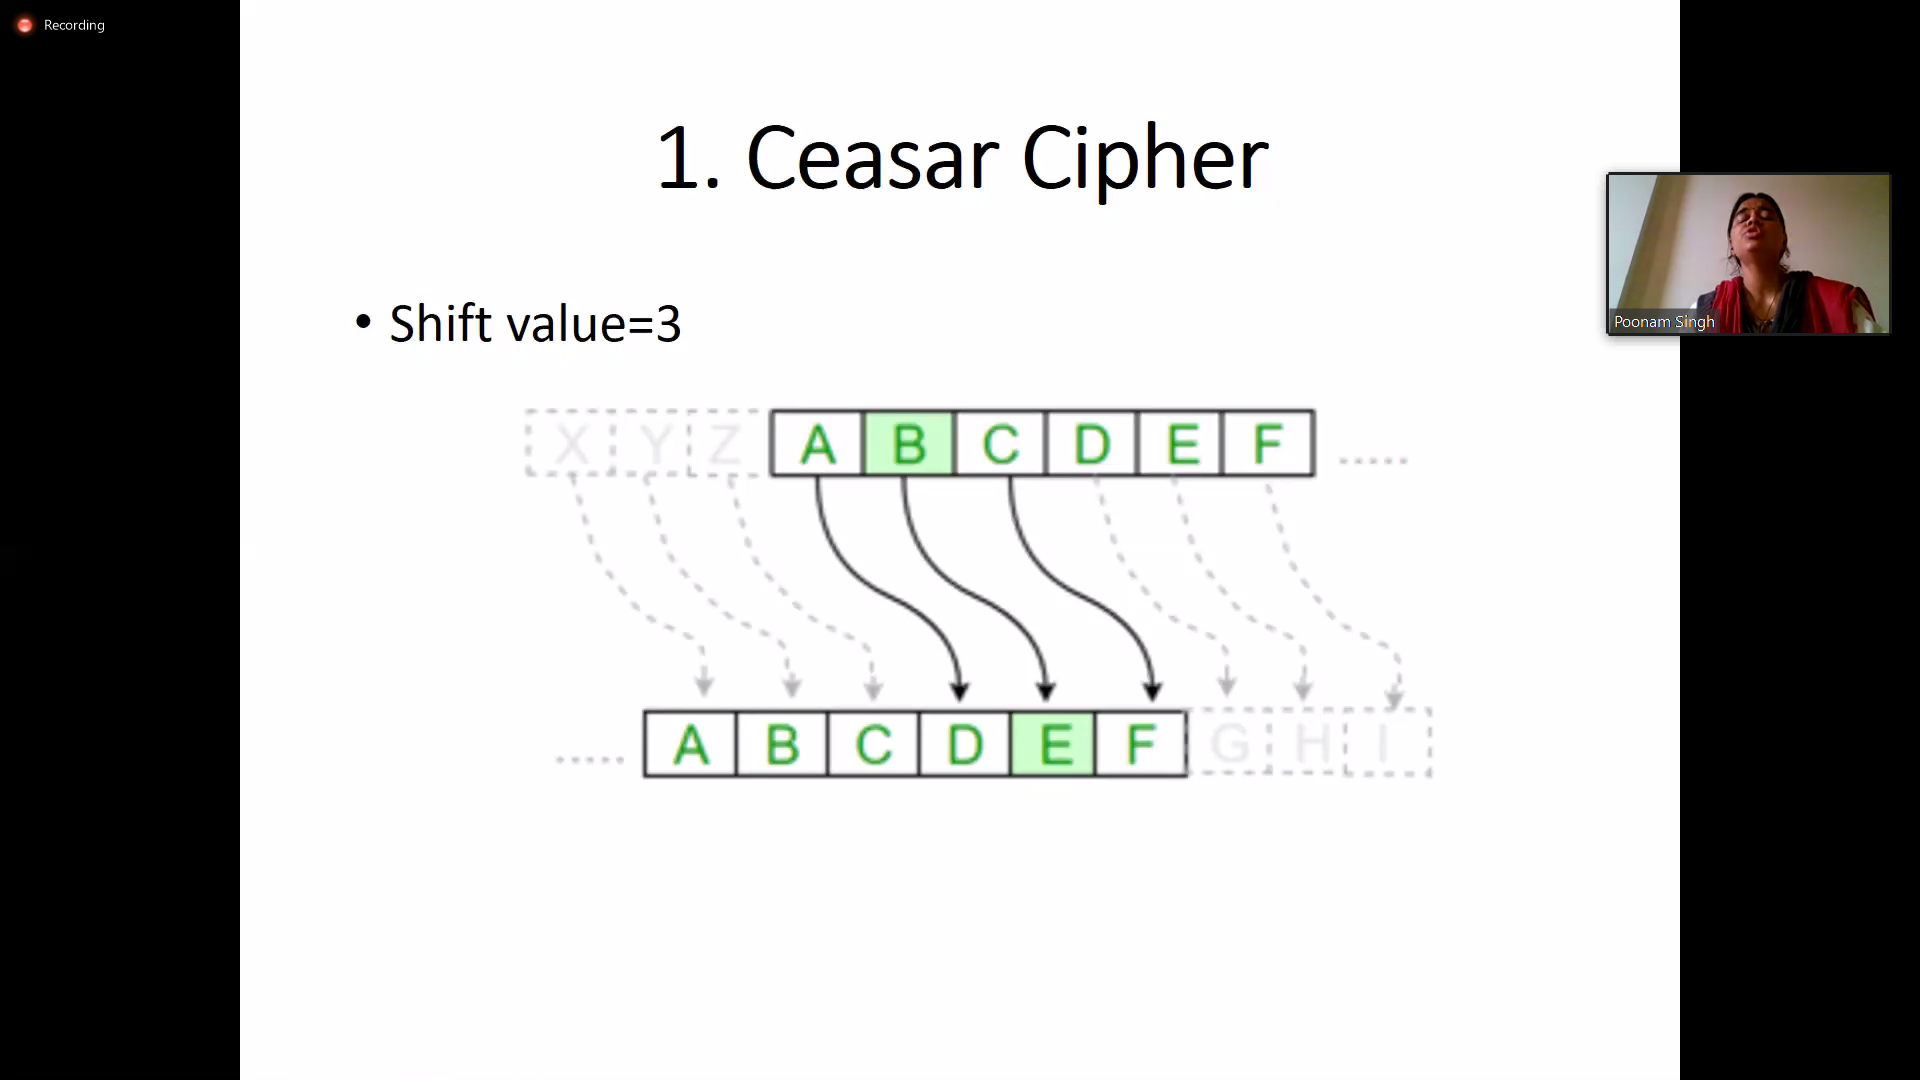 Recording
1. Ceasar Cipher
• Shift value=3
Poonam Singh
X Y Z A B C D E F .....
..... A B C D E F G H I